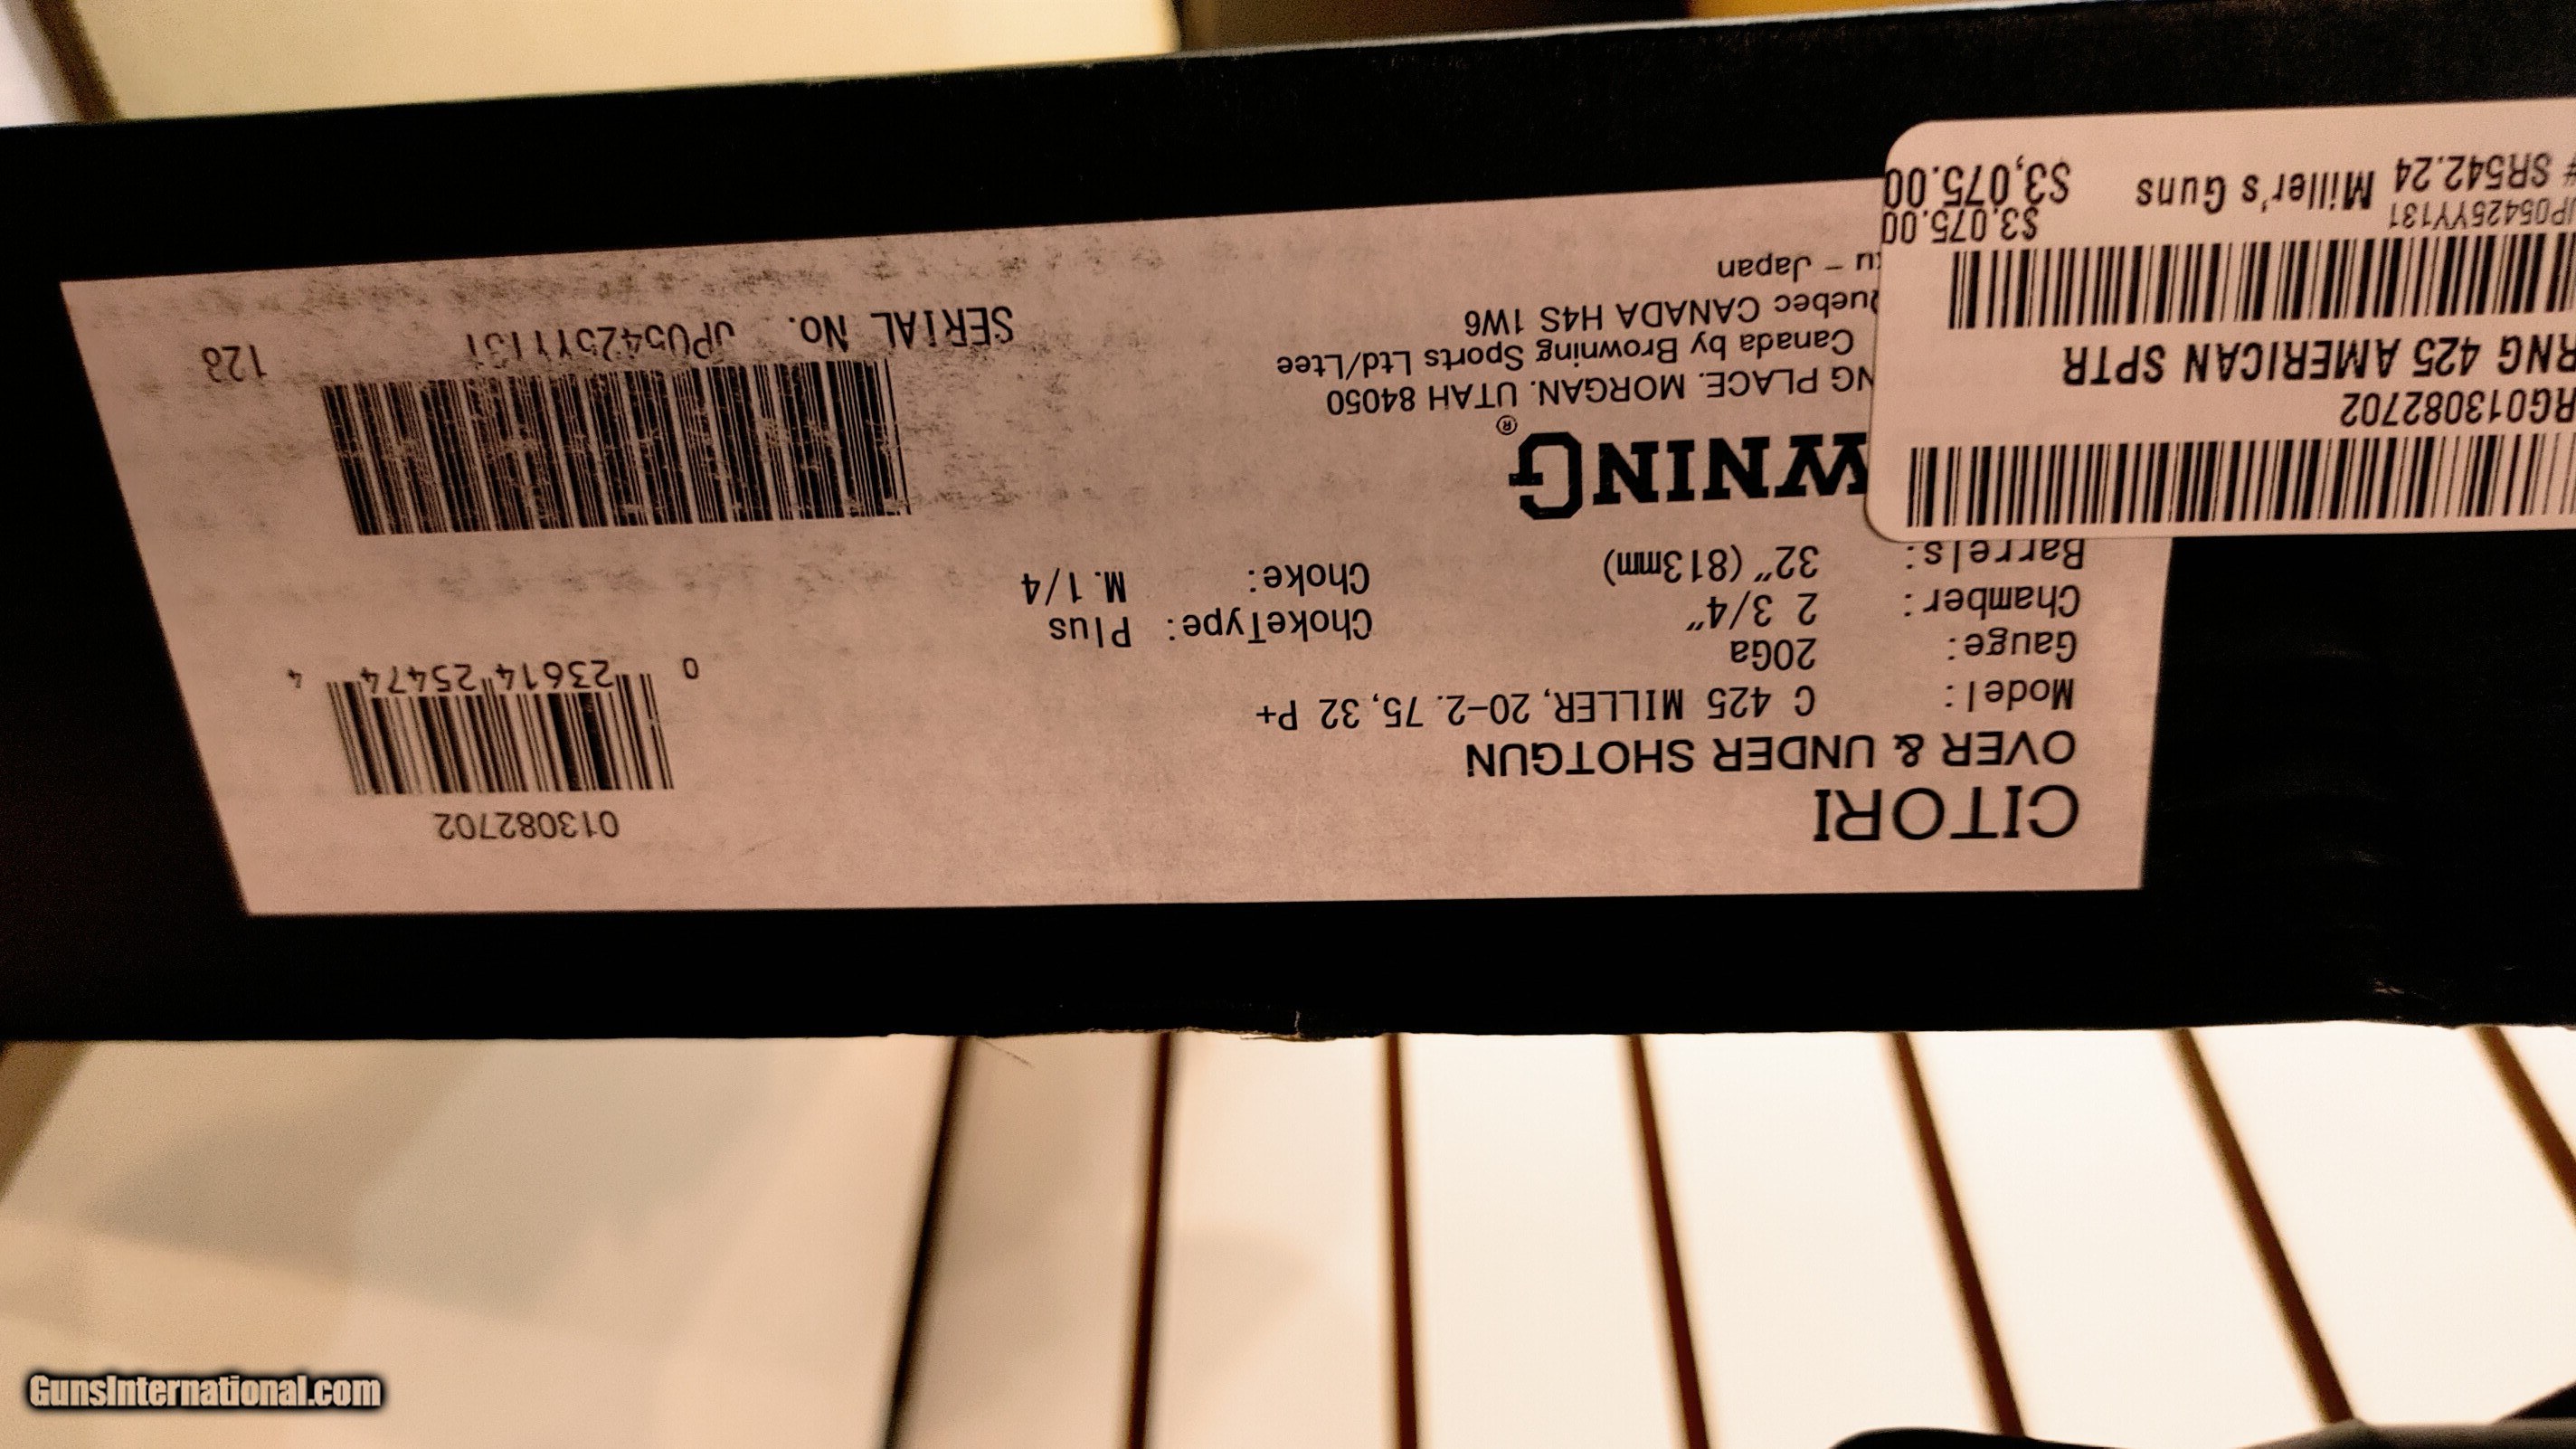 CITORI
OVER & UNDER SHOTGUN
Model: C 425 MILLER, 20-2.75, 32 P+
Gauge: 20Ga
Chamber: 2 3/4" ChokeType: Plus
Barrels: 32" (813mm) Choke: M.1/4
013082702
0 23614 25474 4
WNING®
NG PLACE. MORGAN. UTAH 84050
Canada by Browning Sports Ltd/Ltee
Quebec CANADA H4S 1W6
ku - Japan
SERIAL No. JP05425YY131
RG013082702
RNG 425 AMERICAN SPTR
JP05425YY131 $3,075.00
# SR542.24 Miller's Guns $3,075.00
GunsInternational.com